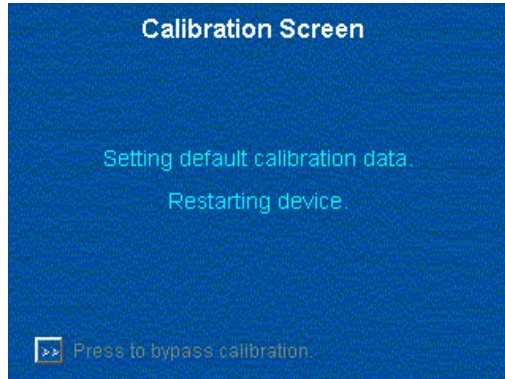 Calibration Screen
Setting default calibration data.
Restarting device.
>> Press to bypass calibration.